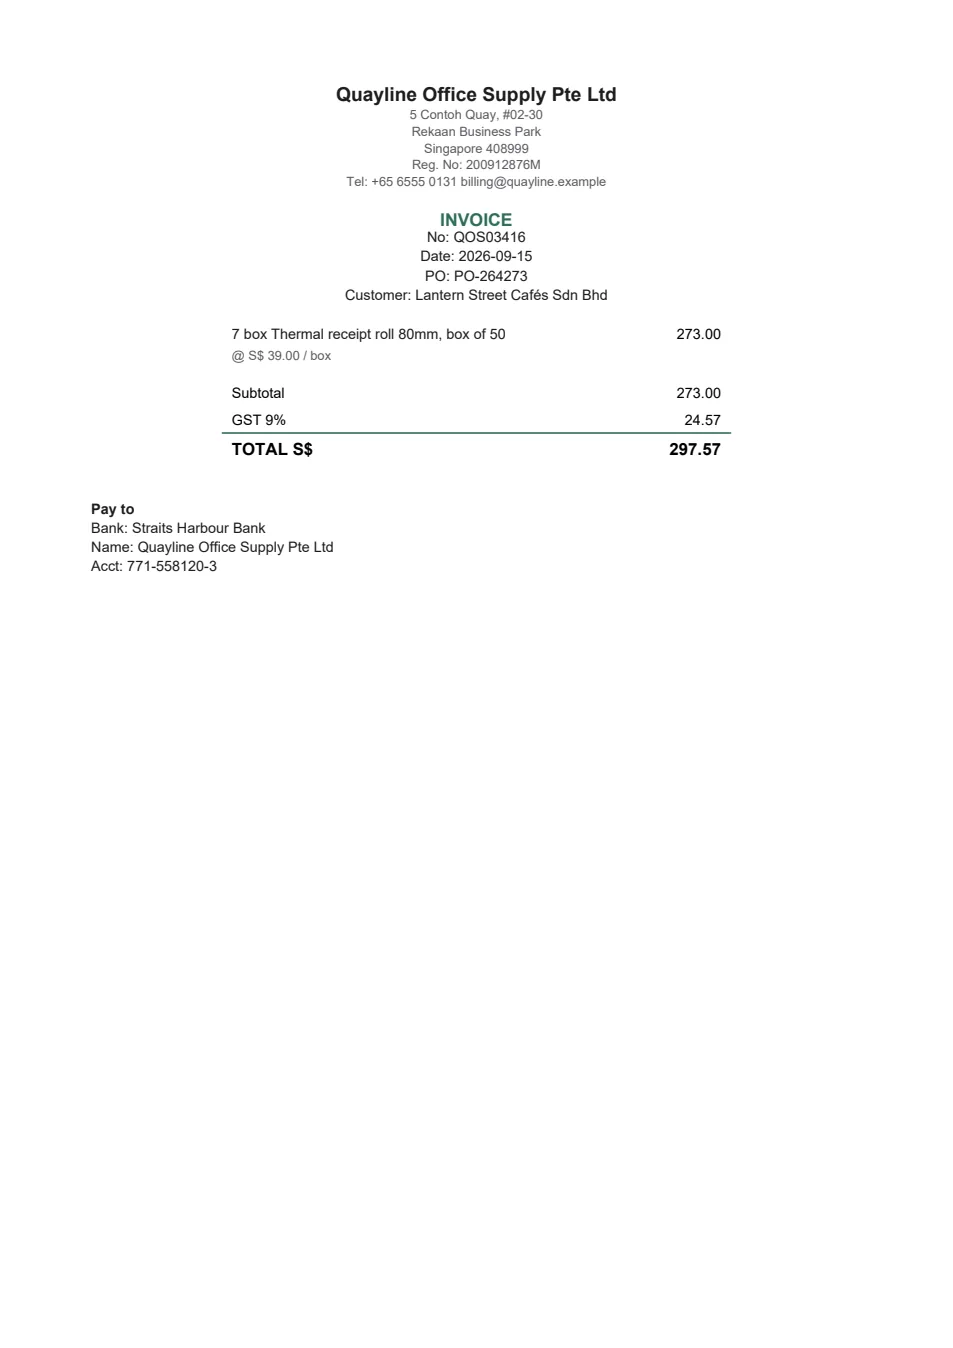 Quayline Office Supply Pte Ltd
5 Contoh Quay, #02-30
Rekaan Business Park
Singapore 408999
Reg. No: 200912876M
Tel: +65 6555 0131 billing@quayline.example
INVOICE
No: QOS03416
Date: 2026-09-15
PO: PO-264273
Customer: Lantern Street Cafés Sdn Bhd
7 box Thermal receipt roll 80mm, box of 50 273.00
@ S$ 39.00 / box
Subtotal 273.00
GST 9% 24.57
TOTAL S$ 297.57
Pay to
Bank: Straits Harbour Bank
Name: Quayline Office Supply Pte Ltd
Acct: 771-558120-3